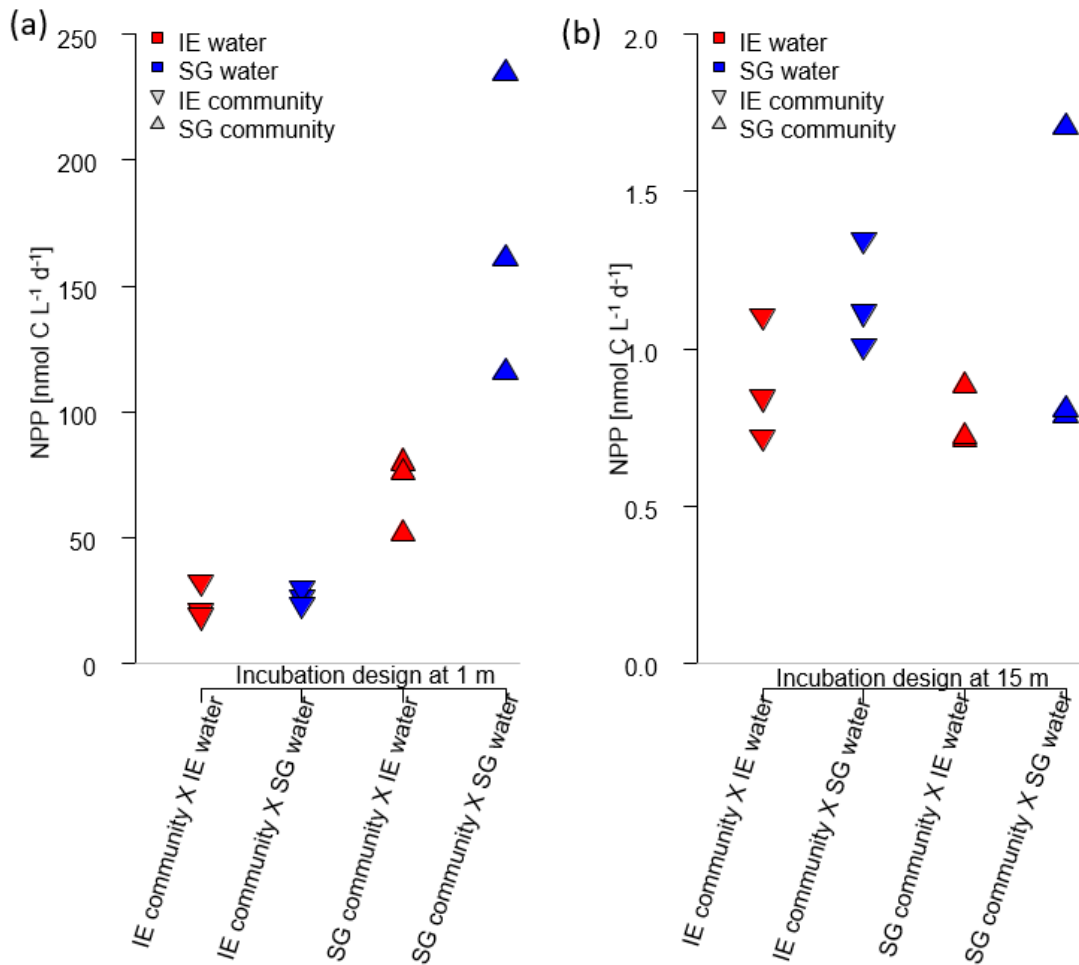 (a)
250
200
150
100
50
0
NPP [nmol C L-1 d-1]
IE water
SG water
IE community
SG community
Incubation design at 1 m
IE community X IE water
IE community X SG water
SG community X IE water
SG community X SG water
(b)
2.0
1.5
1.0
0.5
0.0
NPP [nmol C L-1 d-1]
IE water
SG water
IE community
SG community
Incubation design at 15 m
IE community X IE water
IE community X SG water
SG community X IE water
SG community X SG water